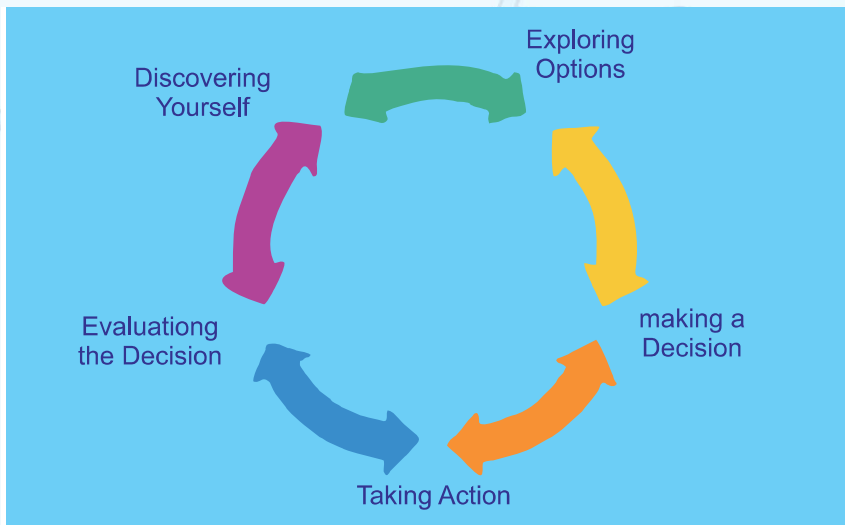 Exploring
Options
Discovering
Yourself
making a
Decision
Evaluationg
the Decision
Taking Action